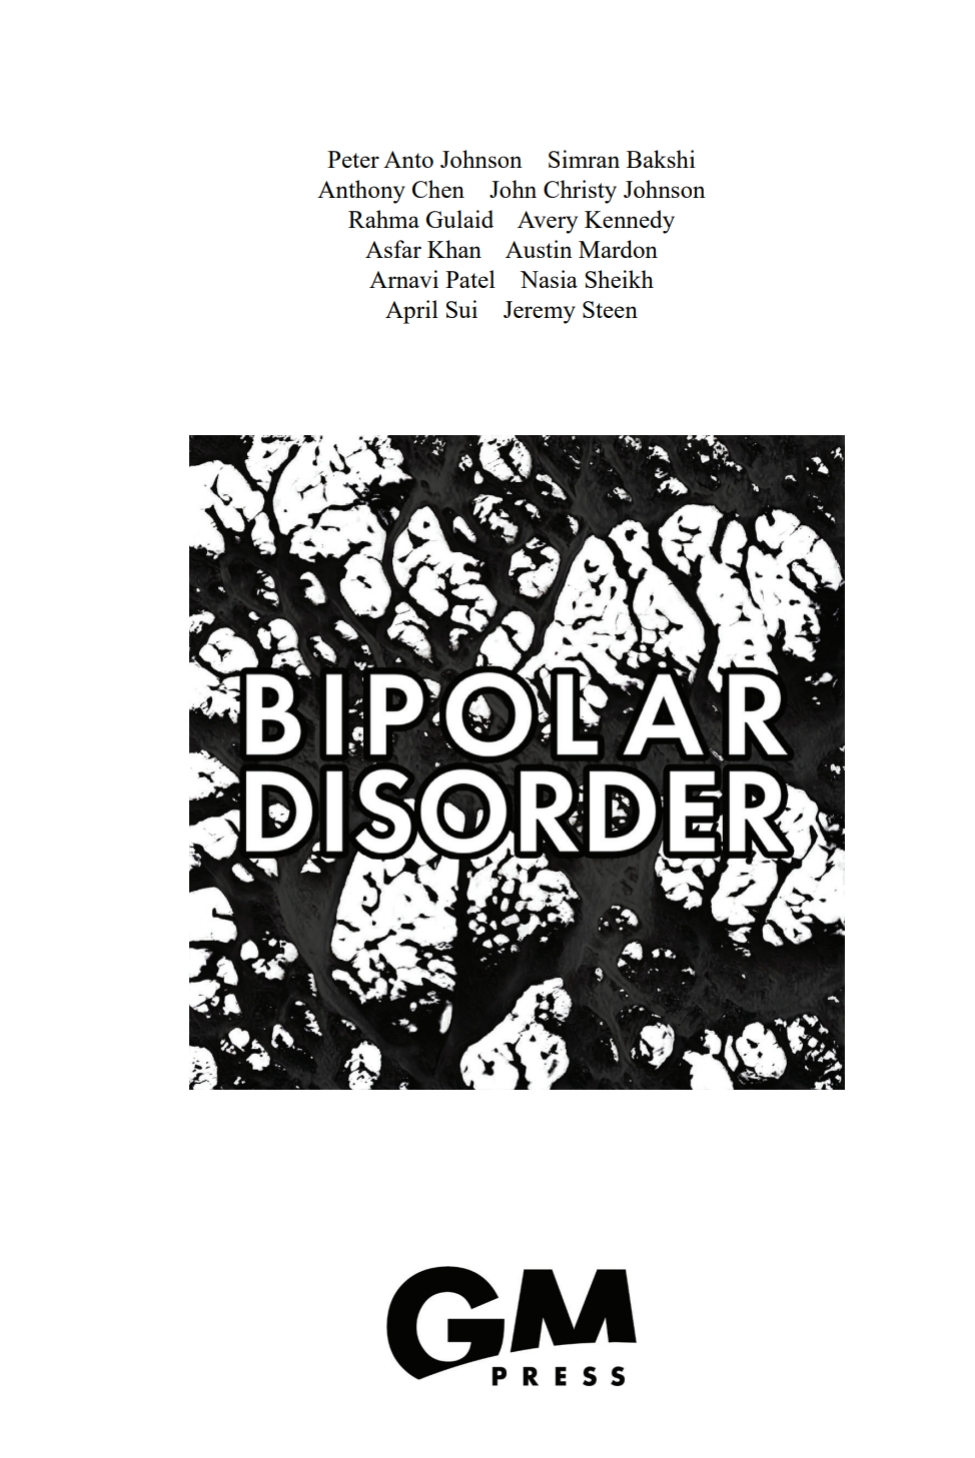 Peter Anto Johnson Simran Bakshi
Anthony Chen John Christy Johnson
Rahma Gulaid Avery Kennedy
Asfar Khan Austin Mardon
Arnavi Patel Nasia Sheikh
April Sui Jeremy Steen
BIPOLAR
DISORDER
GM
PRESS